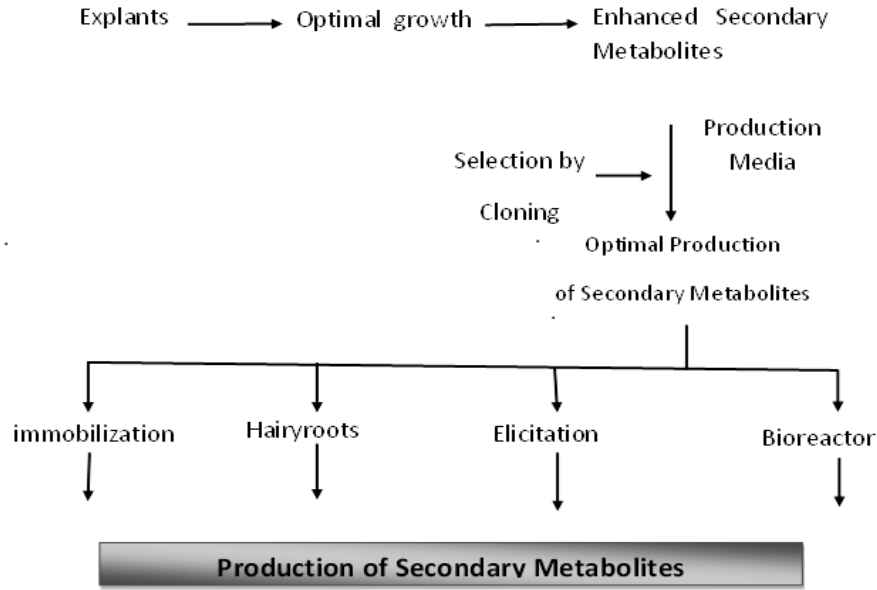 Explants
Optimal growth
Enhanced Secondary
Metabolites
Production
Media
Selection by
Cloning
Optimal Production
of Secondary Metabolites
immobilization
Hairyroots
Elicitation
Bioreactor
Production of Secondary Metabolites